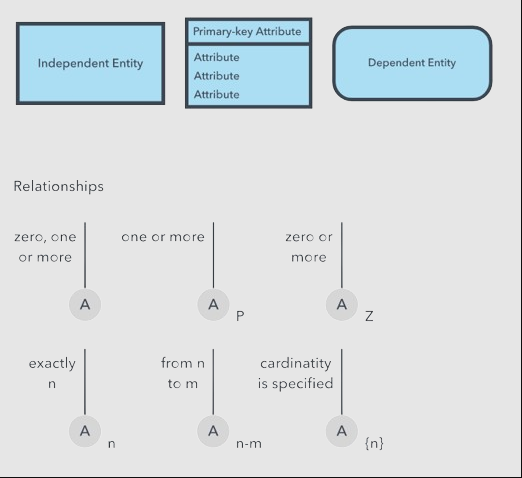 Independent Entity
Primary-key Attribute
Attribute
Attribute
Attribute
Dependent Entity
Relationships
zero, one
or more
A
one or more
A
P
zero or
more
A
Z
exactly
n
A
n
from n
to m
A
n-m
cardinatity
is specified
A
{n}